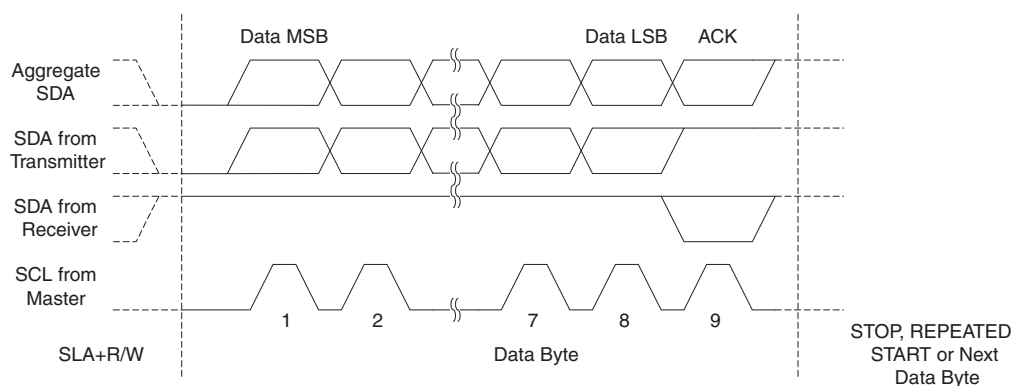 Data MSB
Data LSB
ACK
Aggregate
SDA
SDA from
Transmitter
SDA from
Receiver
SCL from
Master
1
2
7
8
9
SLA+R/W
Data Byte
STOP, REPEATED
START or Next
Data Byte